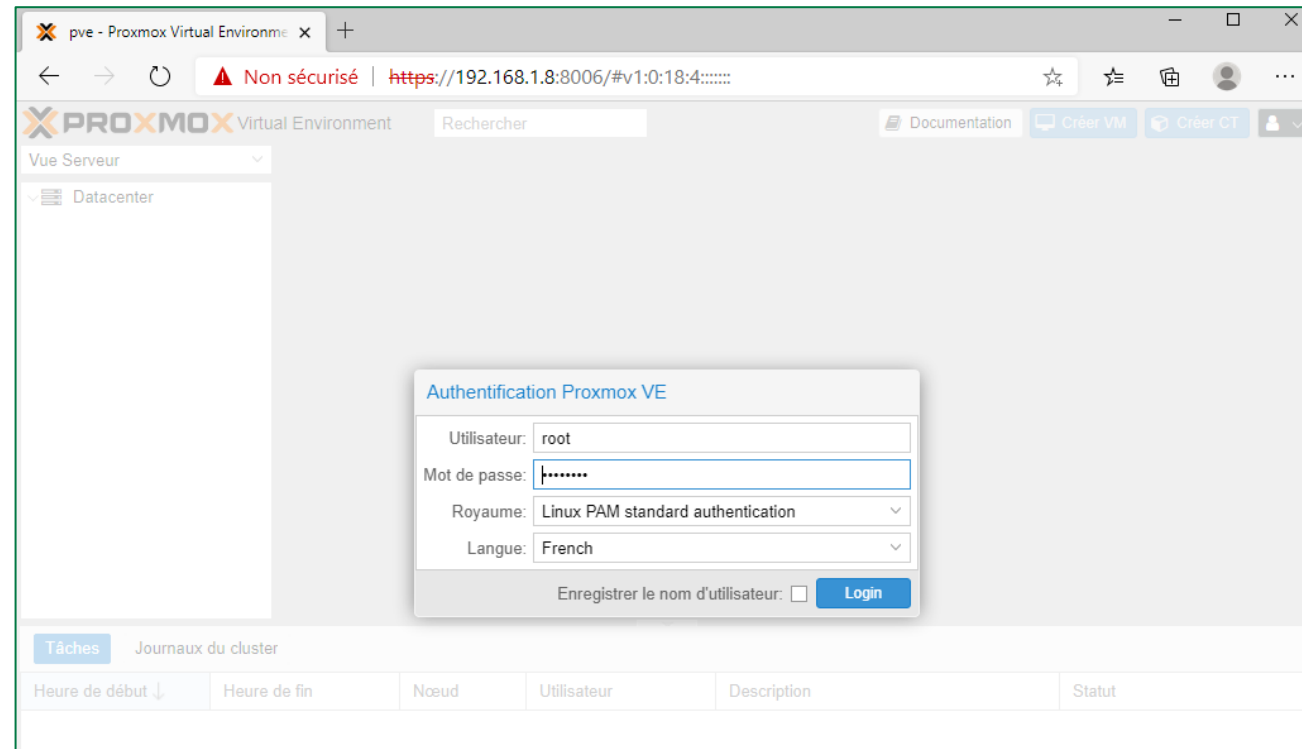 pve - Proxmox Virtual Environme
Non sécurisé | https://192.168.1.8:8006/#v1:0:18:4:::::::
PROXMOX Virtual Environment Rechercher Documentation Créer VM Créer CT
Vue Serveur
Datacenter
Authentification Proxmox VE
Utilisateur: root
Mot de passe: ••••••••
Royaume: Linux PAM standard authentication
Langue: French
Enregistrer le nom d'utilisateur: Login
Tâches Journaux du cluster
Heure de début Heure de fin Nœud Utilisateur Description Statut